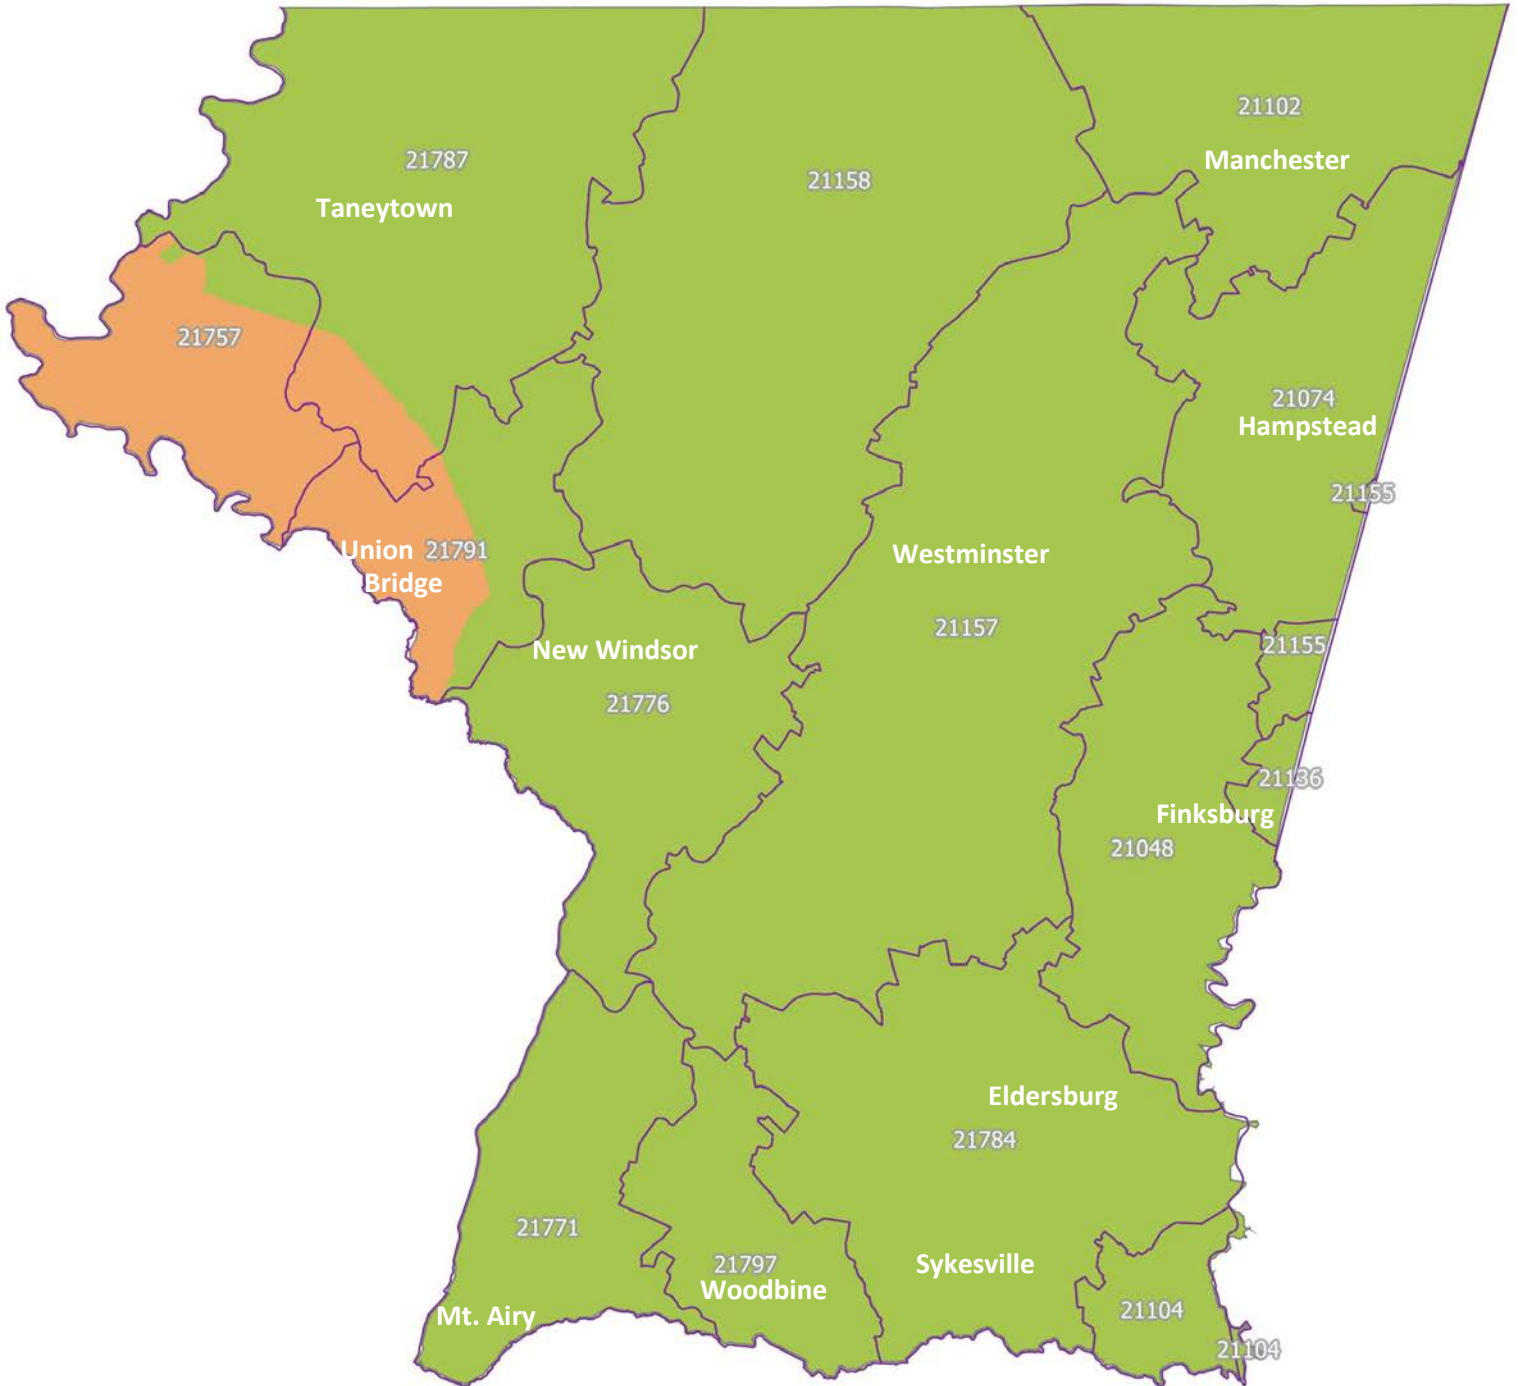 21102
Manchester
21787
Taneytown
21158
21757
21074
Hampstead
21155
Union 21791
Bridge
Westminster
21157
21155
New Windsor
21776
21136
Finksburg
21048
Eldersburg
21784
21771
21797
Woodbine
Sykesville
Mt. Airy
21104
21104